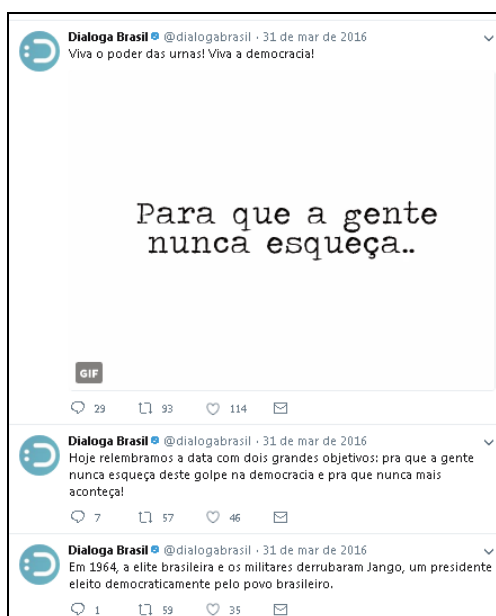 Dialoga Brasil @dialogabrasil · 31 de mar de 2016
Viva o poder das urnas! Viva a democracia!
Para que a gente
nunca esqueça..
GIF
29 93 114
Dialoga Brasil @dialogabrasil · 31 de mar de 2016
Hoje relembramos a data com dois grandes objetivos: pra que a gente
nunca esqueça deste golpe na democracia e pra que nunca mais
aconteça!
7 57 46
Dialoga Brasil @dialogabrasil · 31 de mar de 2016
Em 1964, a elite brasileira e os militares derrubaram Jango, um presidente
eleito democraticamente pelo povo brasileiro.
1 59 35